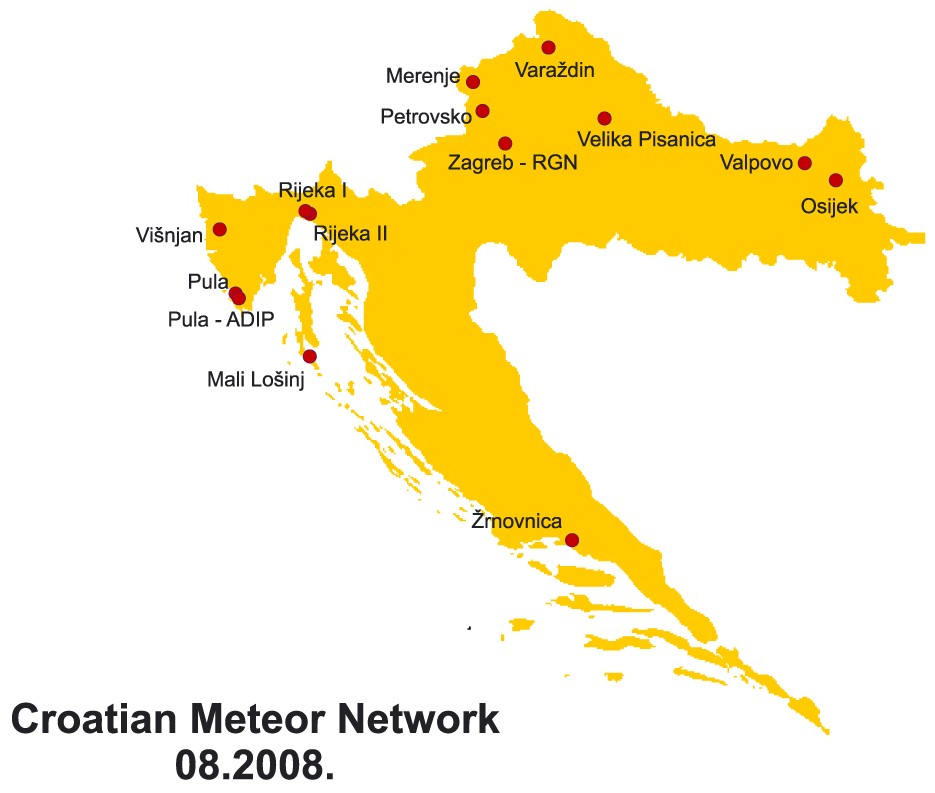 Varaždin
Merenje
Petrovsko
Velika Pisanica
Zagreb - RGN
Valpovo
Osijek
Rijeka I
Rijeka II
Višnjan
Pula
Pula - ADIP
Mali Lošinj
Žrnovnica
Croatian Meteor Network
08.2008.